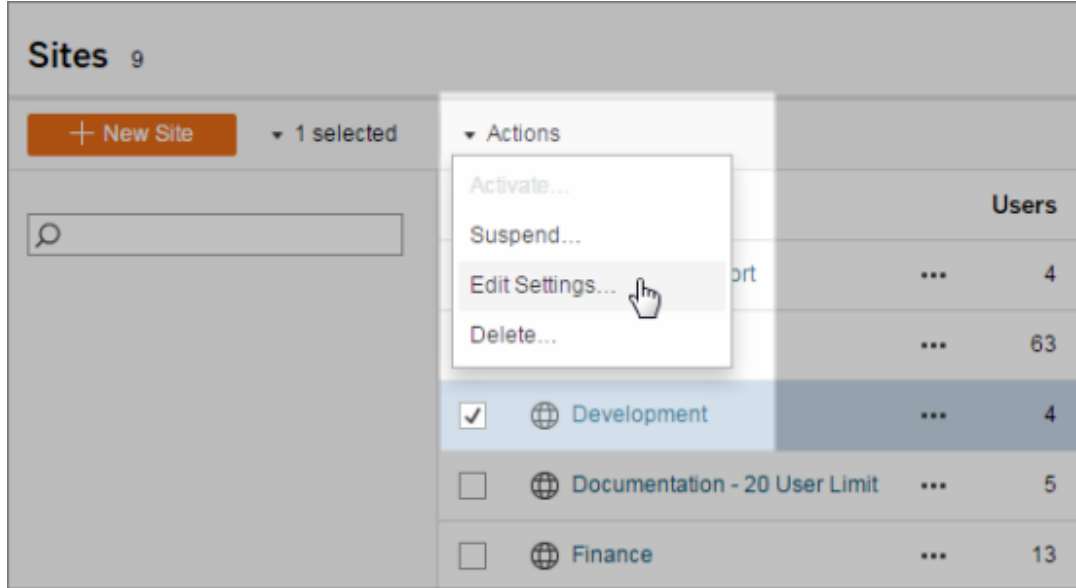 Sites 9
+ New Site
1 selected
Actions
Activate...
Suspend...
Edit Settings...
Delete...
Users
ort ••• 4
••• 63
Development ••• 4
Documentation - 20 User Limit ••• 5
Finance ••• 13